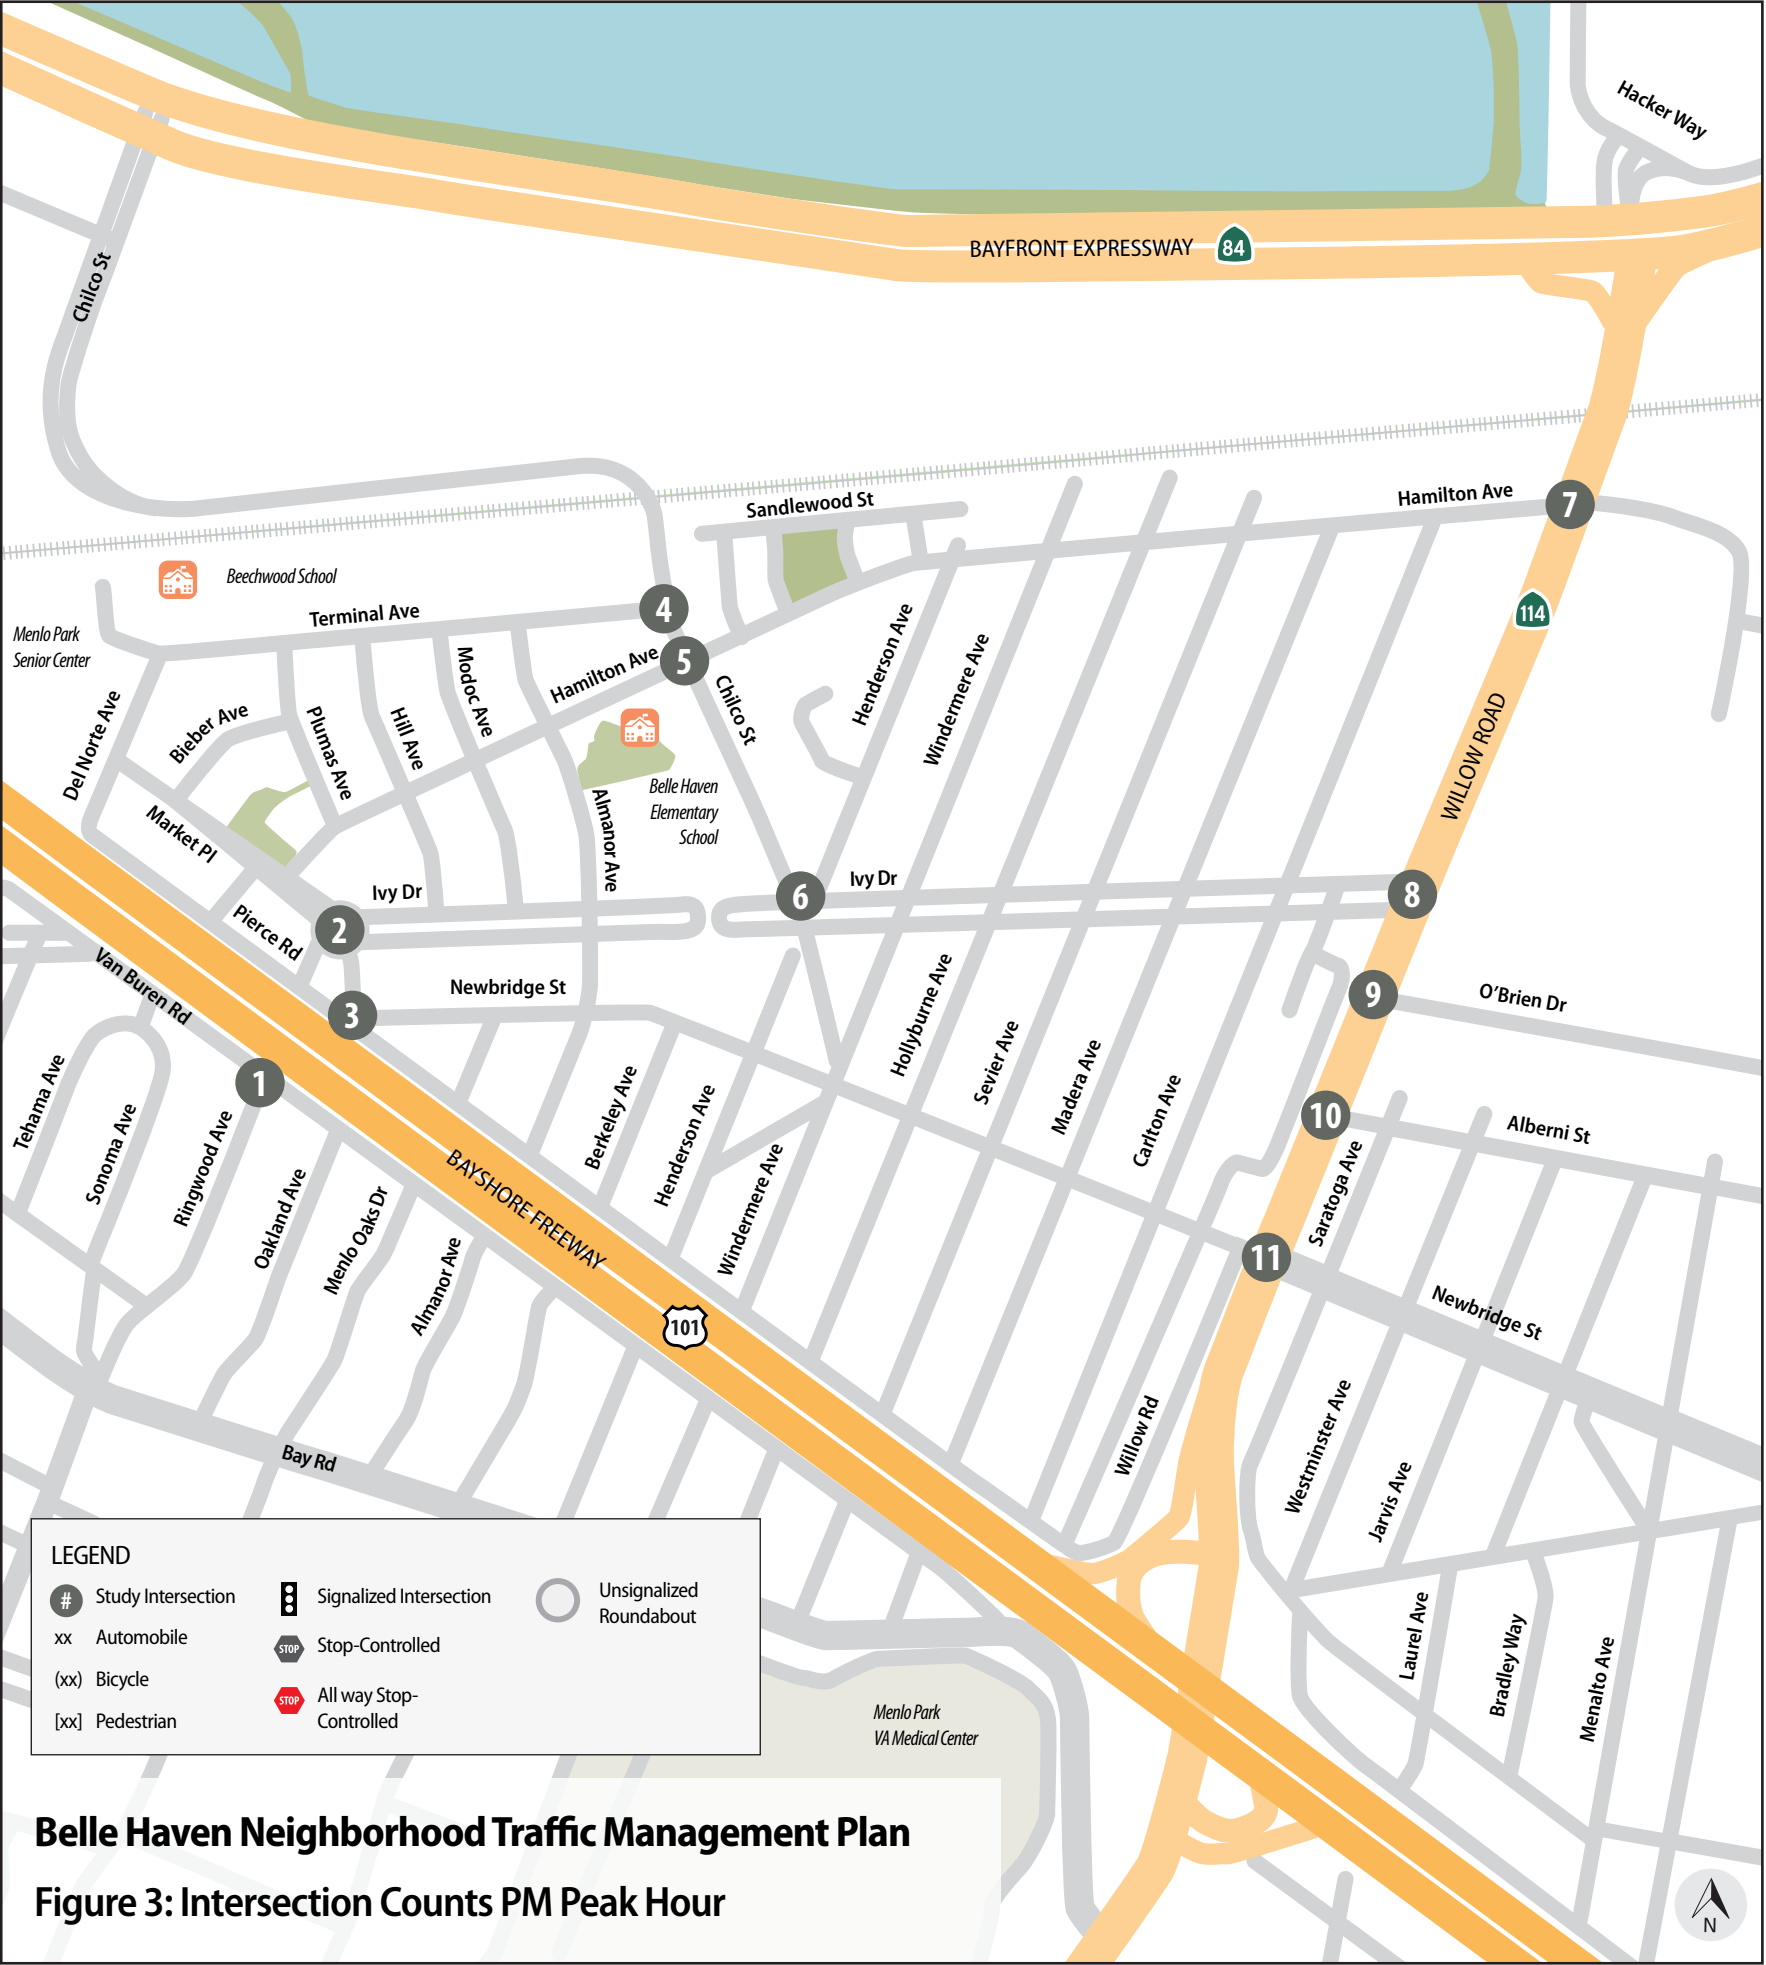 Hacker Way
BAYFRONT EXPRESSWAY
84
Chilco St
Sandlewood St
Hamilton Ave
7
Beechwood School
Terminal Ave
4
114
Menlo Park
Senior Center
5
Hamilton Ave
Modoc Ave
Henderson Ave
Windermere Ave
Chilco St
Del Norte Ave
Bieber Ave
Plumas Ave
Hill Ave
WILLOW ROAD
Belle Haven
Elementary
School
Almanor Ave
Market Pl
Ivy Dr
Ivy Dr
6
8
2
Pierce Rd
Van Buren Rd
Newbridge St
3
9
O'Brien Dr
Hollyburne Ave
Sevier Ave
Madera Ave
Carlton Ave
1
Tehama Ave
Sonoma Ave
Ringwood Ave
Oakland Ave
Menlo Oaks Dr
Almanor Ave
Berkeley Ave
Henderson Ave
Windermere Ave
10
Alberni St
Saratoga Ave
11
BAYSHORE FREEWAY
101
Newbridge St
Willow Rd
Westminster Ave
Jarvis Ave
Bay Rd
Laurel Ave
Bradley Way
Menalto Ave
Menlo Park
VA Medical Center
LEGEND
# Study Intersection
xx Automobile
(xx) Bicycle
[xx] Pedestrian
Signalized Intersection
STOP Stop-Controlled
STOP All way Stop-
Controlled
Unsignalized
Roundabout
Belle Haven Neighborhood Traffic Management Plan
Figure 3: Intersection Counts PM Peak Hour
N